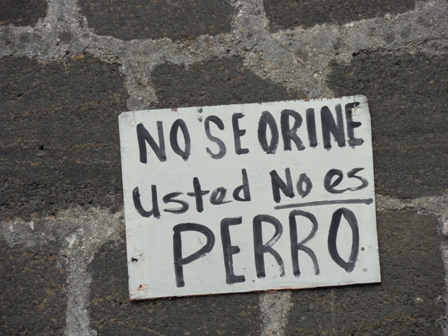 NO SE ORINE
Usted No es
PERRO.